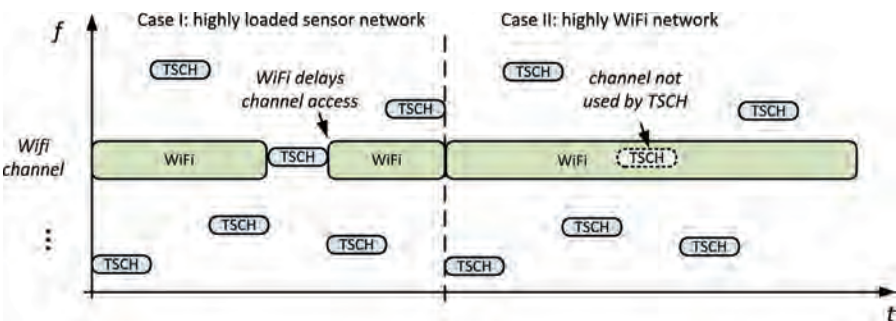 Case I: highly loaded sensor network
Case II: highly WiFi network
f
TSCH
WiFi delays
channel access
TSCH
TSCH
channel not
used by TSCH
TSCH
Wifi
channel
WiFi
TSCH
WiFi
WiFi
TSCH
...
TSCH
TSCH
TSCH
TSCH
TSCH
TSCH
t